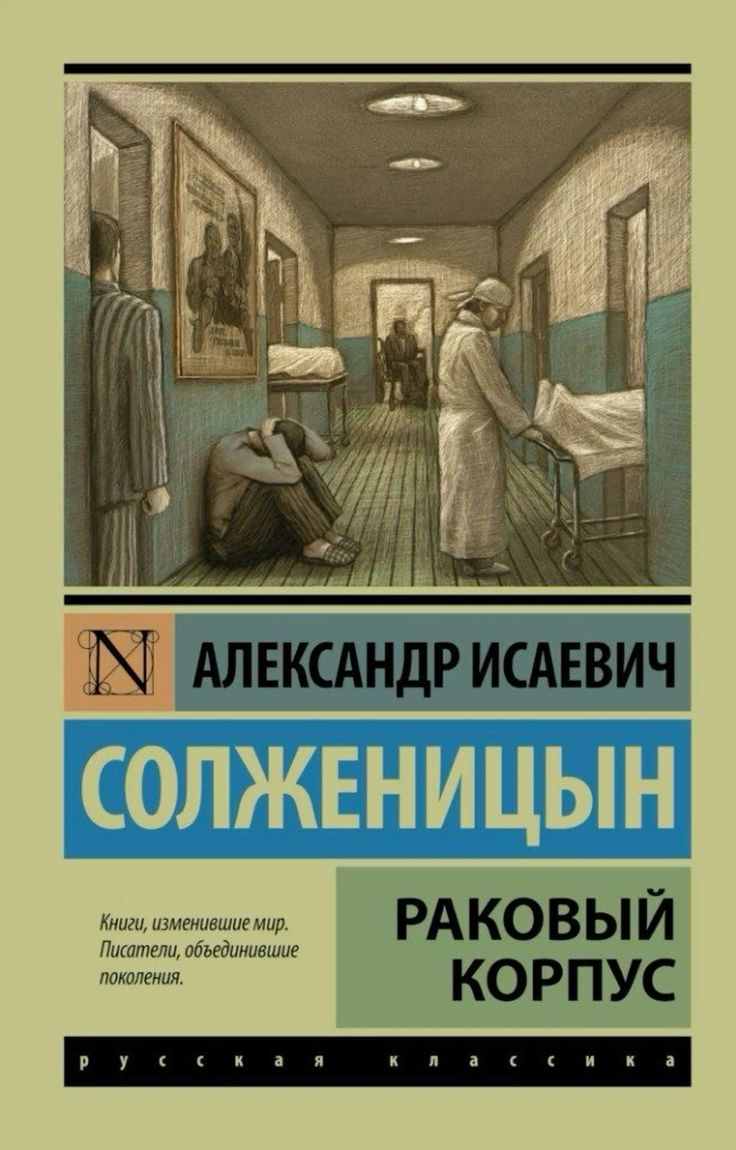 N
АЛЕКСАНДР ИСАЕВИЧ
СОЛЖЕНИЦЫН
Книги, изменившие мир.
Писатели, объединившие
поколения.
РАКОВЫЙ
КОРПУС
русская классика